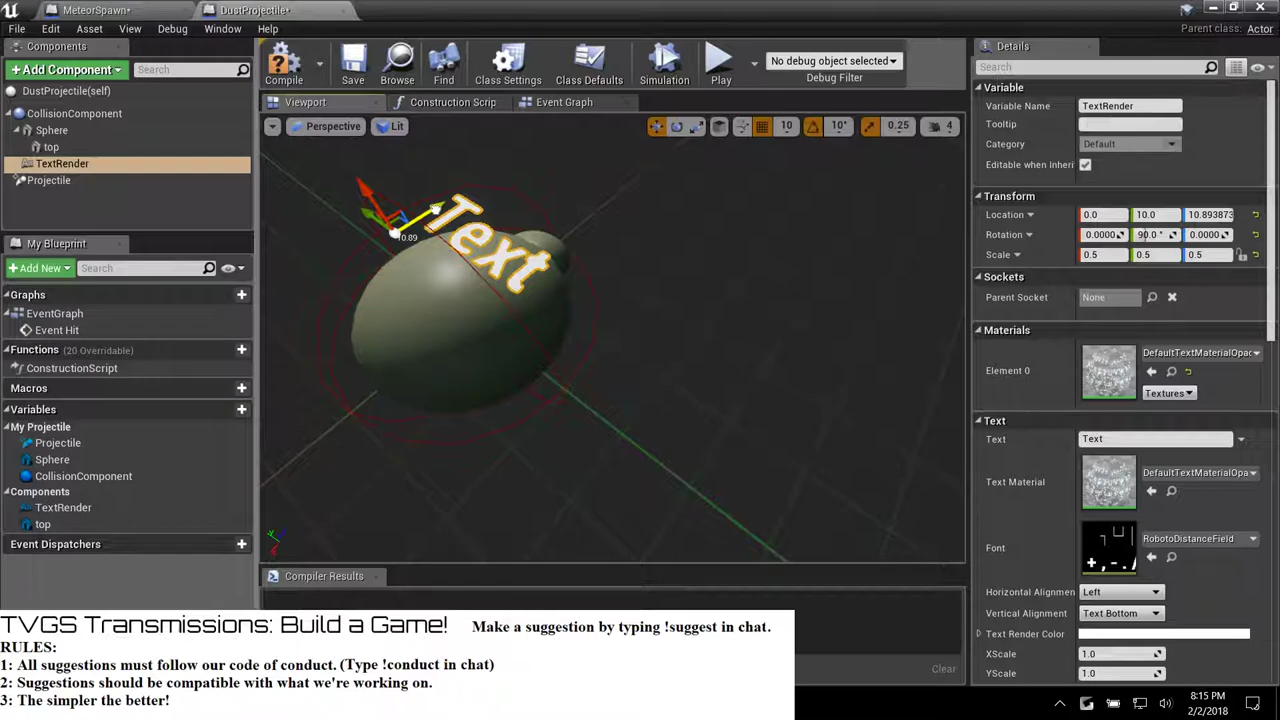 MeteorSpawn*
DustProjectile*
File Edit Asset View Debug Window Help
Parent class: Actor
Components
+Add Component
Search
DustProjectile(self)
CollisionComponent
Sphere
top
TextRender
Projectile
My Blueprint
+Add New
Search
Graphs
EventGraph
Event Hit
Functions (20 Overridable)
ConstructionScript
Macros
Variables
My Projectile
Projectile
Sphere
CollisionComponent
Components
TextRender
top
Event Dispatchers
Compile
Save
Browse
Find
Class Settings
Class Defaults
Simulation
Play
No debug object selected
Debug Filter
Viewport
Construction Scrip
Event Graph
Perspective
Lit
10
10°
0.25
4
10.89
Text
Compiler Results
Clear
Details
Search
Variable
Variable Name TextRender
Tooltip
Category Default
Editable when Inheri
Transform
Location 0.0 10.0 10.893873
Rotation 0.0000 90.0 ° 0.0000
Scale 0.5 0.5 0.5
Sockets
Parent Socket None
Materials
Element 0 DefaultTextMaterialOpac
Textures
Text
Text Text
Text Material DefaultTextMaterialOpa
Font RobotoDistanceField
Horizontal Alignmen Left
Vertical Alignment Text Bottom
Text Render Color
XScale 1.0
YScale 1.0
TVGS Transmissions: Build a Game! Make a suggestion by typing !suggest in chat.
RULES:
1: All suggestions must follow our code of conduct. (Type !conduct in chat)
2: Suggestions should be compatible with what we're working on.
3: The simpler the better!
8:15 PM
2/2/2018